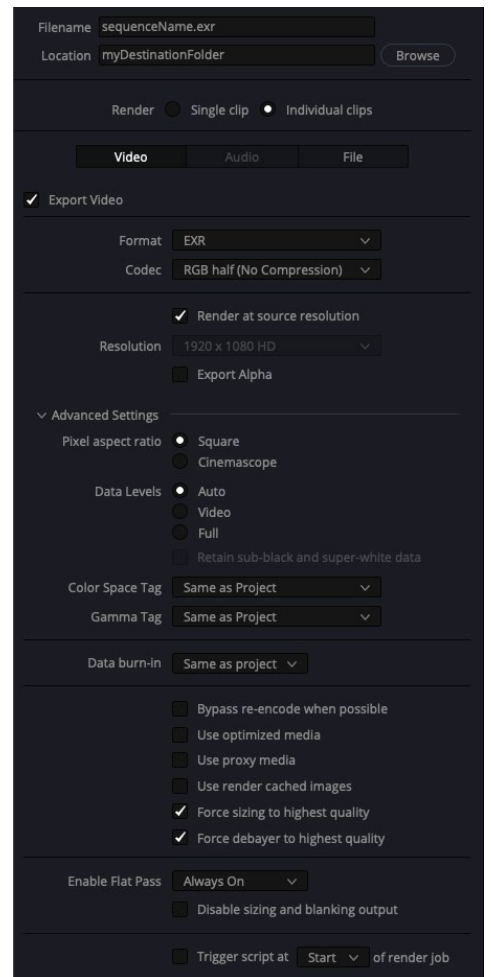 Filename sequenceName.exr
Location myDestinationFolder Browse
Render Single clip Individual clips
Video Audio File
Export Video
Format EXR
Codec RGB half (No Compression)
Render at source resolution
Resolution 1920 x 1080 HD
Export Alpha
Advanced Settings
Pixel aspect ratio Square
Cinemascope
Data Levels Auto
Video
Full
Retain sub-black and super-white data
Color Space Tag Same as Project
Gamma Tag Same as Project
Data burn-in Same as project
Bypass re-encode when possible
Use optimized media
Use proxy media
Use render cached images
Force sizing to highest quality
Force debayer to highest quality
Enable Flat Pass Always On
Disable sizing and blanking output
Trigger script at Start of render job